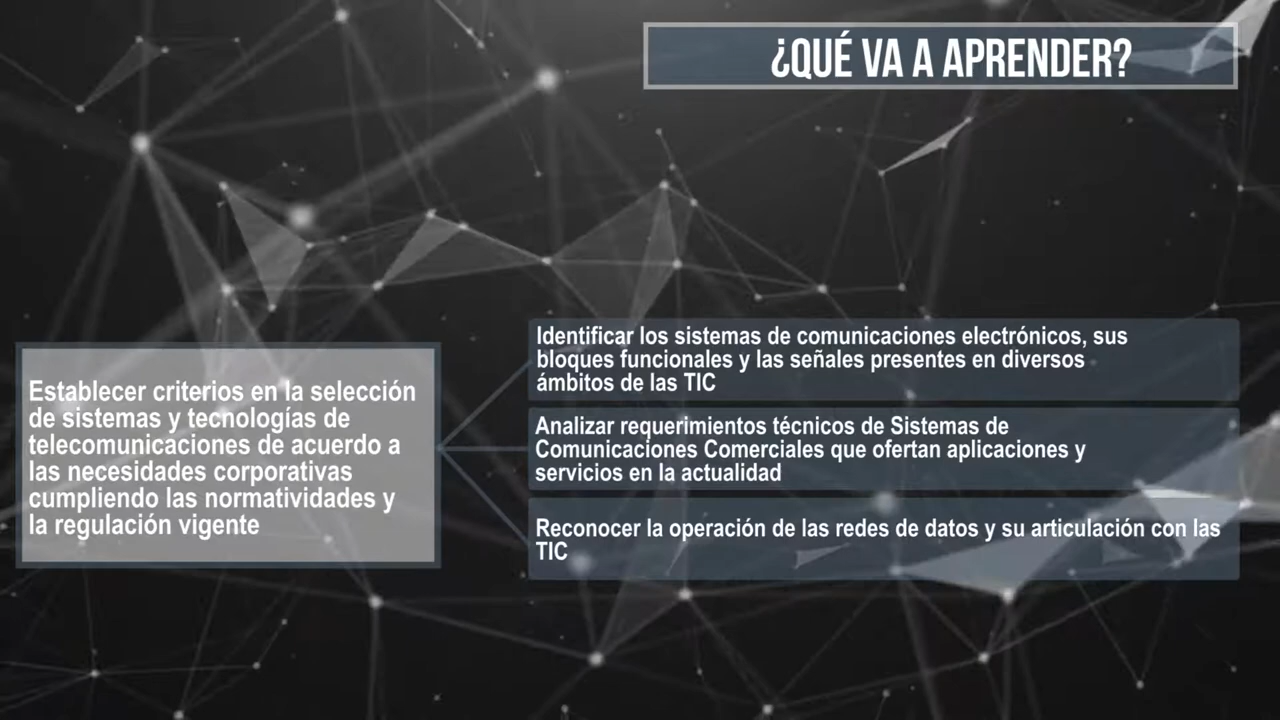 ¿QUÉ VA A APRENDER?
Establecer criterios en la selección
de sistemas y tecnologías de
telecomunicaciones de acuerdo a
las necesidades corporativas
cumpliendo las normatividades y
la regulación vigente
Identificar los sistemas de comunicaciones electrónicos, sus
bloques funcionales y las señales presentes en diversos
ámbitos de las TIC
Analizar requerimientos técnicos de Sistemas de
Comunicaciones Comerciales que ofertan aplicaciones y
servicios en la actualidad
Reconocer la operación de las redes de datos y su articulación con las
TIC